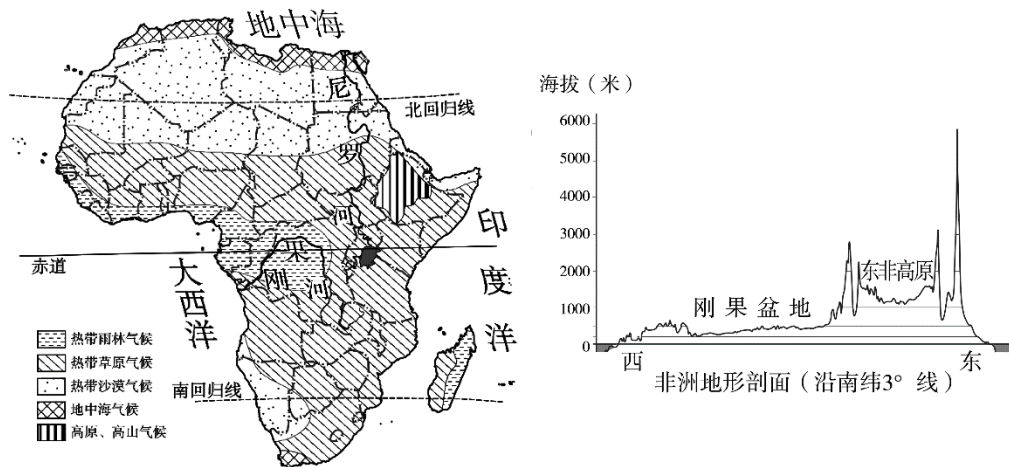 地中海
尼
罗
河
北回归线
赤道
刚
果
河
大西洋
印
度
洋
南回归线
热带雨林气候
热带草原气候
热带沙漠气候
地中海气候
高原、高山气候
海拔（米）
6000
5000
4000
3000
2000
1000
500
0
刚果盆地
东非高原
西
东
非洲地形剖面（沿南纬3°线）